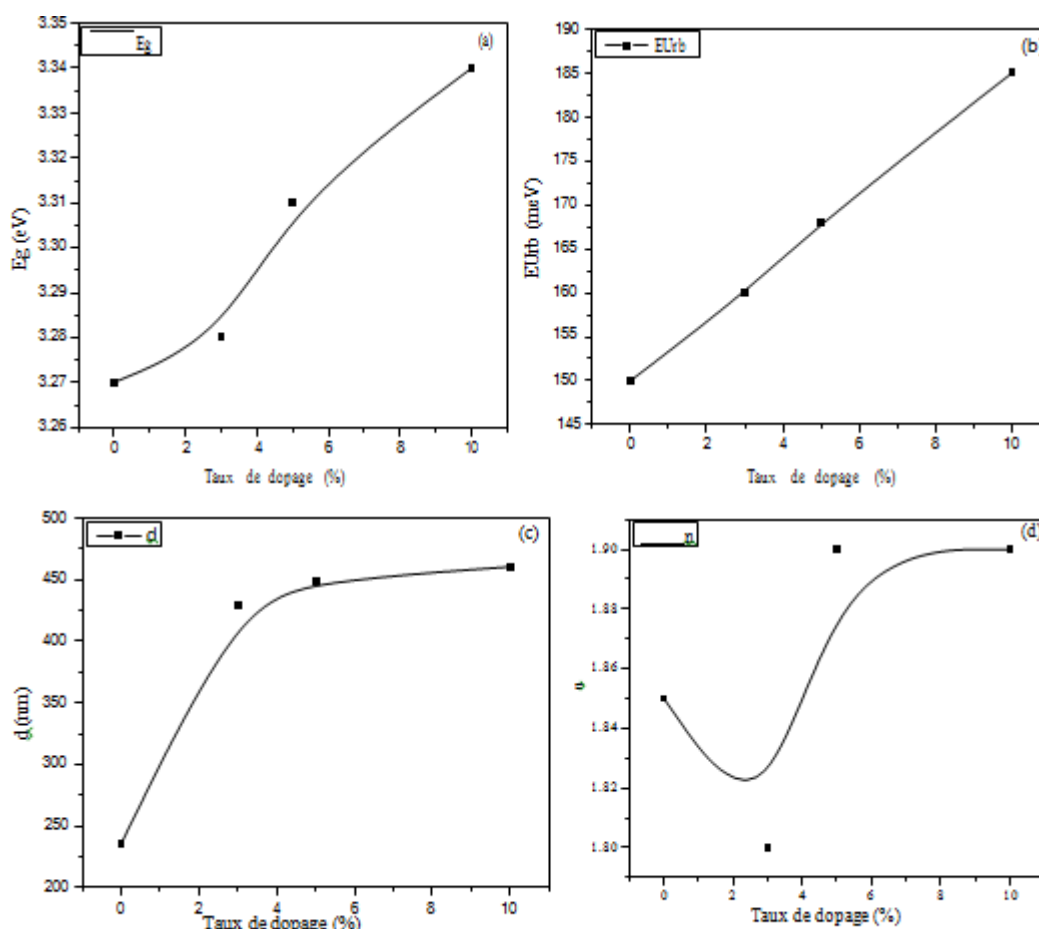 3.35
3.34
3.33
3.32
3.31
3.30
3.29
3.28
3.27
3.26
Eg (eV)
Eg
(a)
0 2 4 6 8 10
Taux de dopage (%)
190
185
180
175
170
165
160
155
150
145
EUrb (meV)
EUrb
(b)
0 2 4 6 8 10
Taux de dopage (%)
500
450
400
350
300
250
200
d (nm)
d
(c)
0 2 4 6 8 10
Taux de dopage (%)
1.90
1.88
1.86
1.84
1.82
1.80
n
n
(d)
0 2 4 6 8 10
Taux de dopage (%)